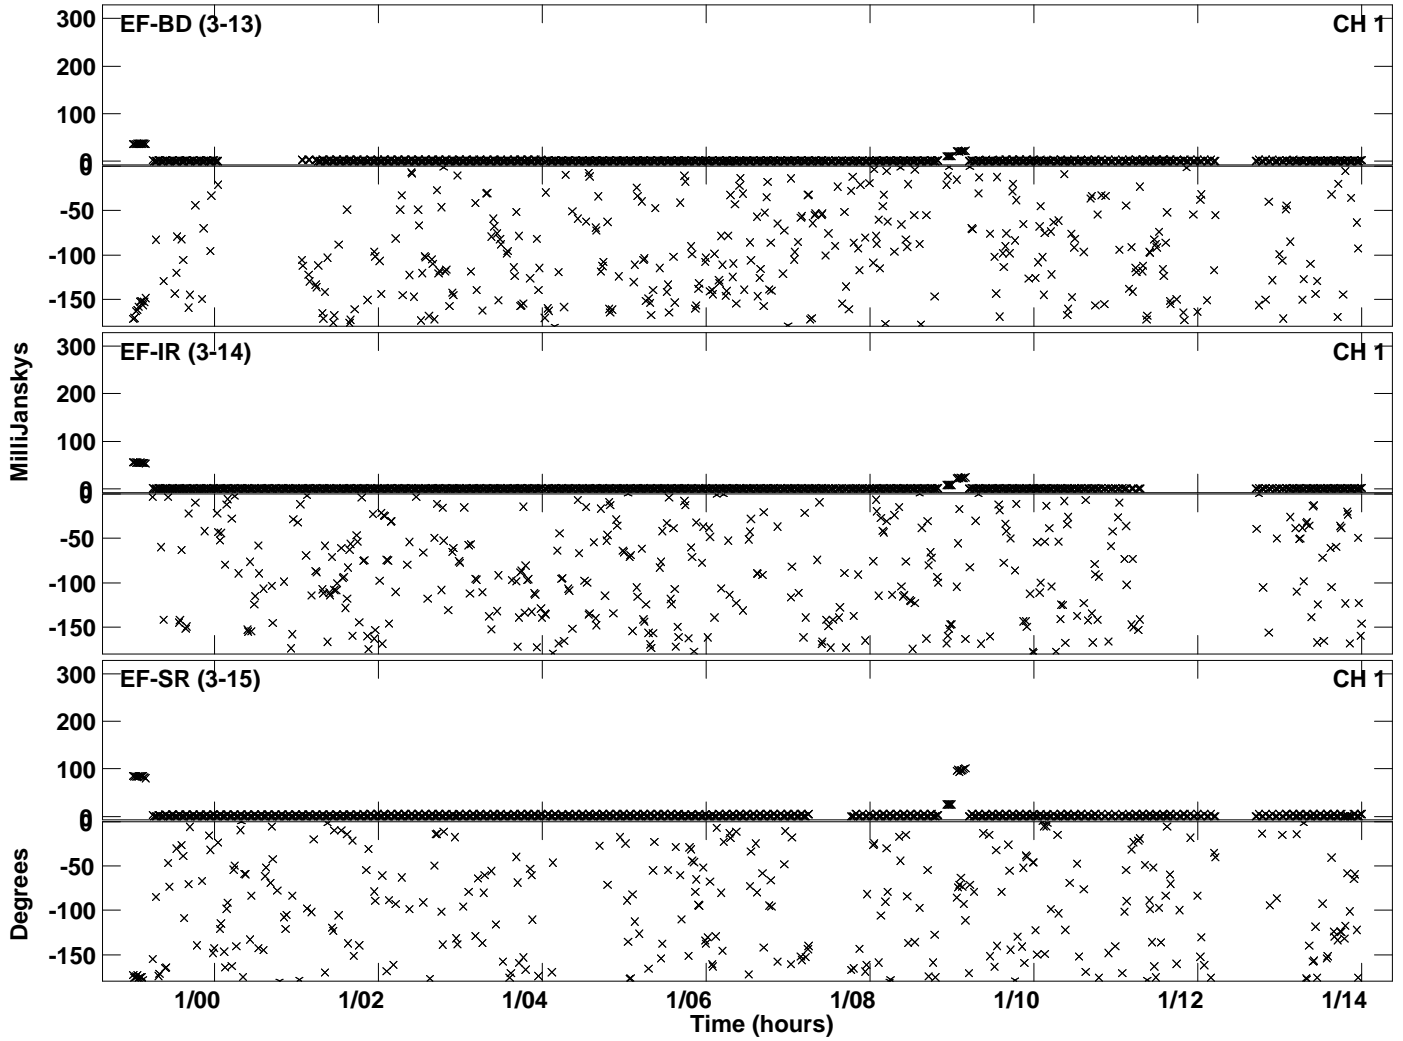 EF-BD (3-13)
CH 1
300
200
100
0
0
-50
-100
-150
EF-IR (3-14)
CH 1
300
200
100
0
0
-50
-100
-150
EF-SR (3-15)
CH 1
300
200
100
0
0
-50
-100
-150
MilliJanskys
Degrees
1/00 1/02 1/04 1/06 1/08 1/10 1/12 1/14
Time (hours)